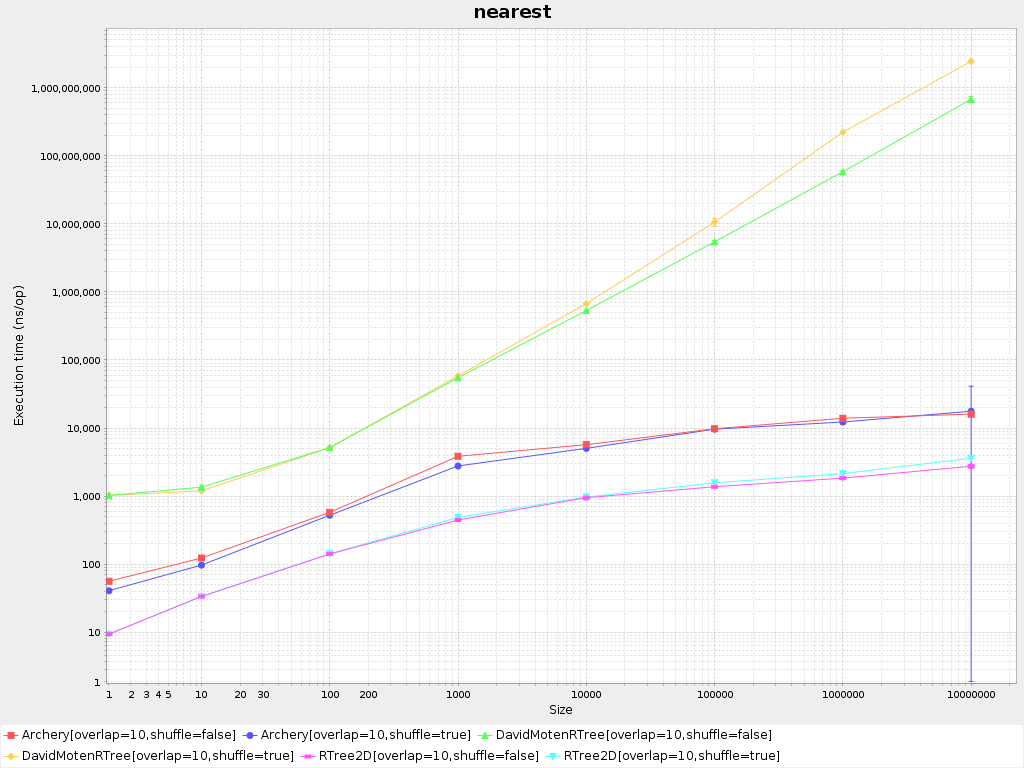 nearest
Execution time (ns/op)
1,000,000,000
100,000,000
10,000,000
1,000,000
100,000
10,000
1,000
100
10
1
1 2 3 4 5 10 20 30 100 200 1000 10000 100000 1000000 10000000
Size
Archery[overlap=10,shuffle=false] Archery[overlap=10,shuffle=true] DavidMotenRTree[overlap=10,shuffle=false]
DavidMotenRTree[overlap=10,shuffle=true] RTree2D[overlap=10,shuffle=false] RTree2D[overlap=10,shuffle=true]